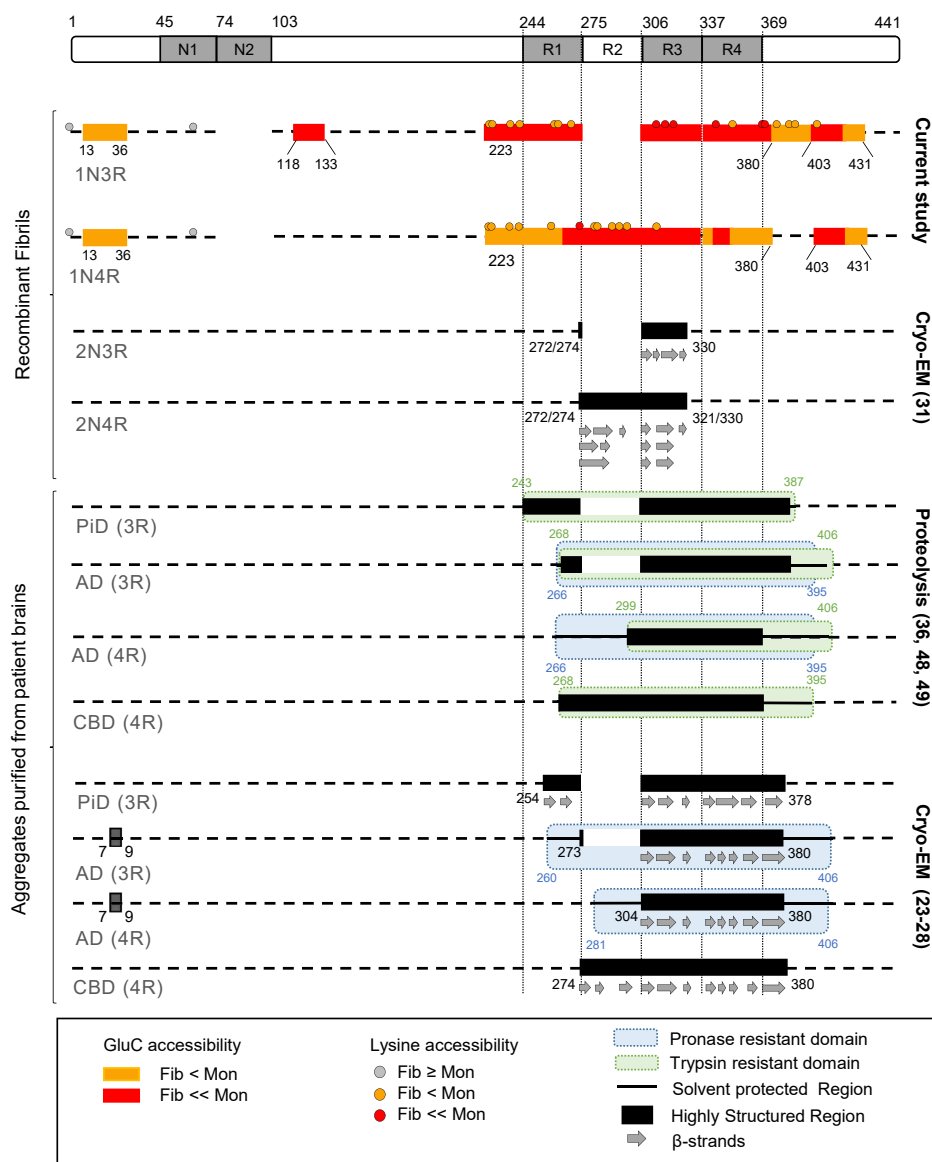 1 45 74 103 244 275 306 337 369 441
N1 N2 R1 R2 R3 R4
Recombinant Fibrils
Current study
13 36 118 133 223 380 403 431
1N3R
13 36 223 380 403 431
1N4R
Cryo-EM (31)
2N3R 272/274 330
2N4R 272/274 321/330
Aggregates purified from patient brains
Proteolysis (36, 48, 49)
243 387
PiD (3R)
268 406
AD (3R)
266 395
299 406
AD (4R)
266 395
268 395
CBD (4R)
Cryo-EM (23-28)
PiD (3R) 254 378
7 9 273 380
AD (3R) 260 406
7 9 304 380
AD (4R) 281 406
CBD (4R) 274 380
GluC accessibility
Fib < Mon
Fib << Mon
Lysine accessibility
Fib ≥ Mon
Fib < Mon
Fib << Mon
Pronase resistant domain
Trypsin resistant domain
Solvent protected Region
Highly Structured Region
β-strands